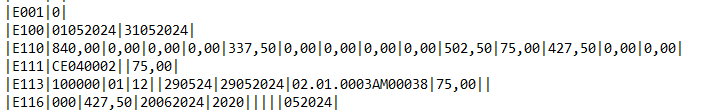 |E001|0|
|E100|01052024|31052024|
|E110|840,00|0,00|0,00|0,00|337,50|0,00|0,00|0,00|0,00|502,50|75,00|427,50|0,00|0,00|
|E111|CE040002||75,00|
|E113|100000|01|12||290524|29052024|02.01.0003AM00038|75,00||
|E116|000|427,50|20062024|2020|||||052024|